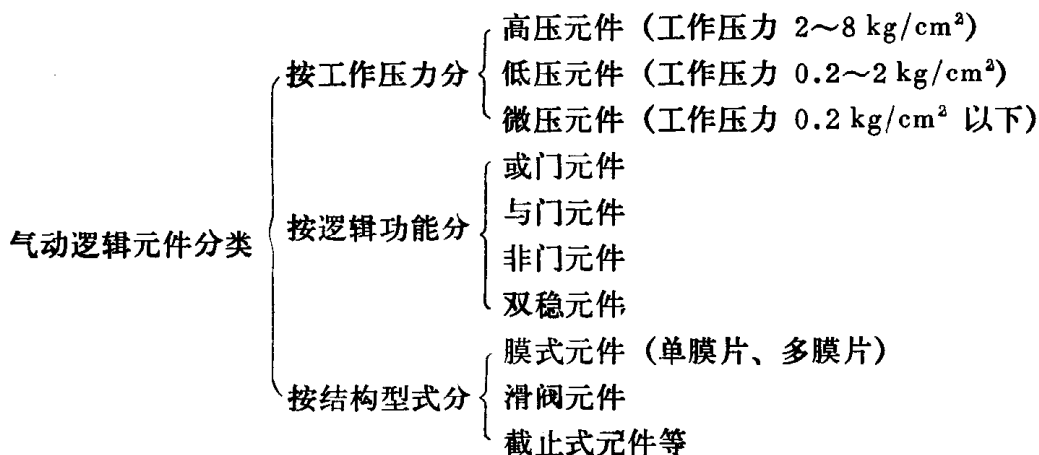 气动逻辑元件分类
按工作压力分
高压元件（工作压力 2～8 kg/cm²）
低压元件（工作压力 0.2～2 kg/cm²）
微压元件（工作压力 0.2 kg/cm² 以下）
按逻辑功能分
或门元件
与门元件
非门元件
双稳元件
按结构型式分
膜式元件（单膜片、多膜片）
滑阀元件
截止式元件等